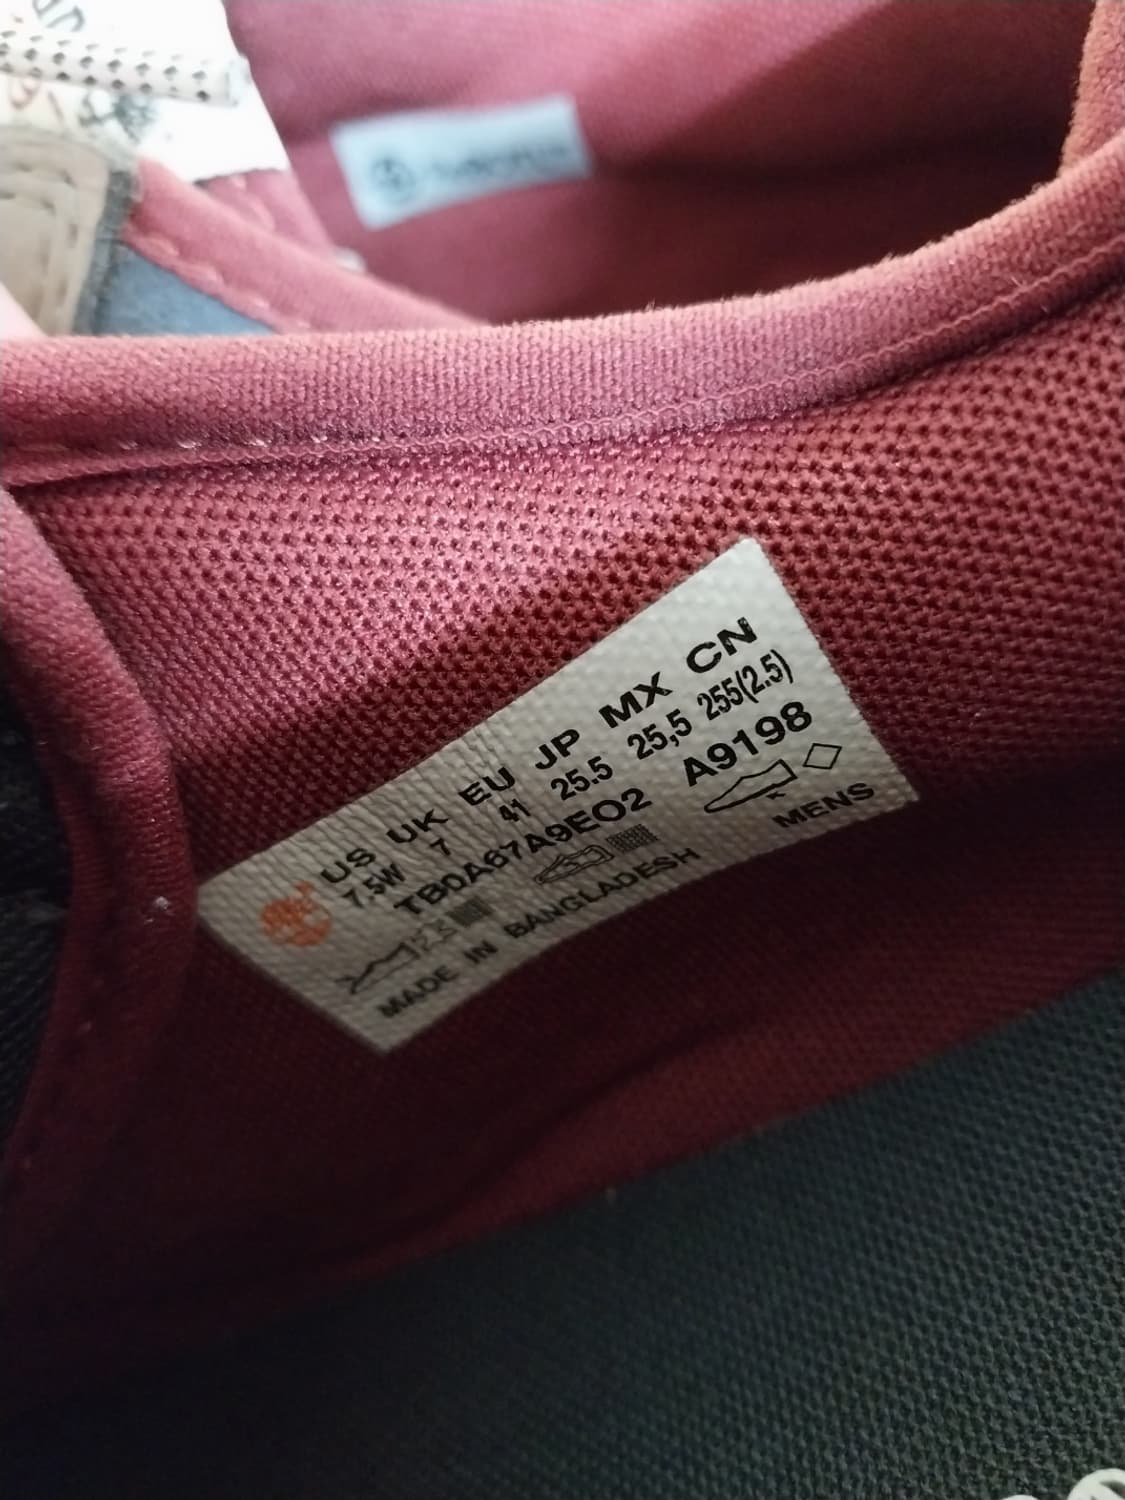 US UK EU JP MX CN
7.5W 7 41 25.5 25,5 255(2.5)
TB0A67A9EO2 A9198
MENS
MADE IN BANGLADESH